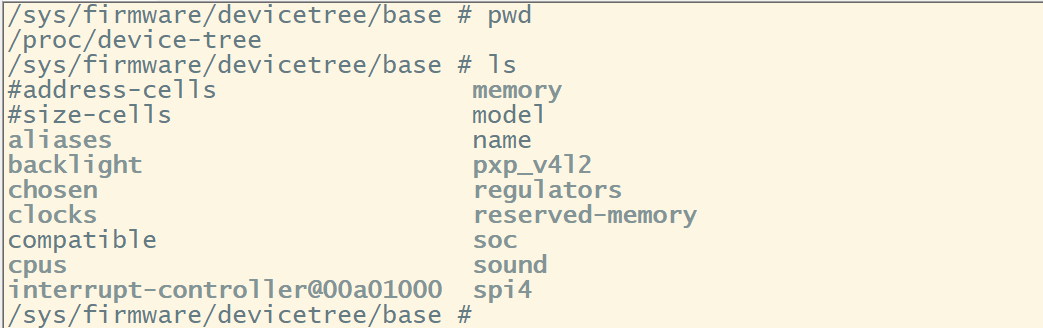 /sys/firmware/devicetree/base # pwd
/proc/device-tree
/sys/firmware/devicetree/base # ls
#address-cells                 memory
#size-cells                    model
aliases                        name
backlight                      pxp_v4l2
chosen                         regulators
clocks                         reserved-memory
compatible                     soc
cpus                           sound
interrupt-controller@00a01000  spi4
/sys/firmware/devicetree/base #